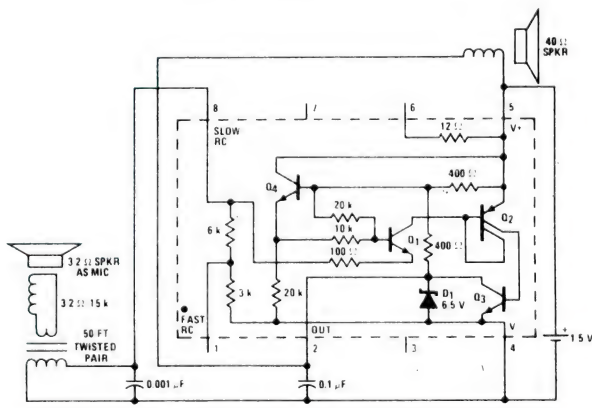 40 Ω
SPKR
8
7
6
5
SLOW
RC
12 Ω
V+
Q4
400 Ω
20 k
Q2
6 k
10 k
Q1
400 Ω
100 Ω
3.2 Ω SPKR
AS MIC
3 k
20 k
D1
6.5 V
Q3
3.2 Ω 15 k
FAST
RC
OUT
V
50 FT
TWISTED
PAIR
1
2
3
4
+
1.5 V
0.001 µF
0.1 µF